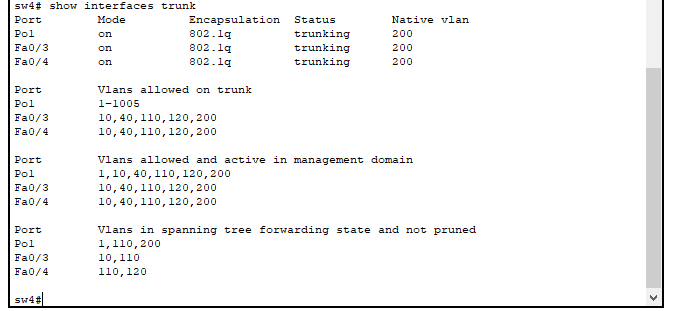 sw4# show interfaces trunk
Port Mode Encapsulation Status Native vlan
Po1 on 802.1q trunking 200
Fa0/3 on 802.1q trunking 200
Fa0/4 on 802.1q trunking 200
Port Vlans allowed on trunk
Po1 1-1005
Fa0/3 10,40,110,120,200
Fa0/4 10,40,110,120,200
Port Vlans allowed and active in management domain
Po1 1,10,40,110,120,200
Fa0/3 10,40,110,120,200
Fa0/4 10,40,110,120,200
Port Vlans in spanning tree forwarding state and not pruned
Po1 1,110,200
Fa0/3 10,110
Fa0/4 110,120
sw4#